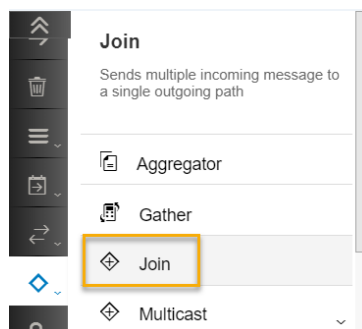 Join
Sends multiple incoming message to
a single outgoing path
Aggregator
Gather
Join
Multicast